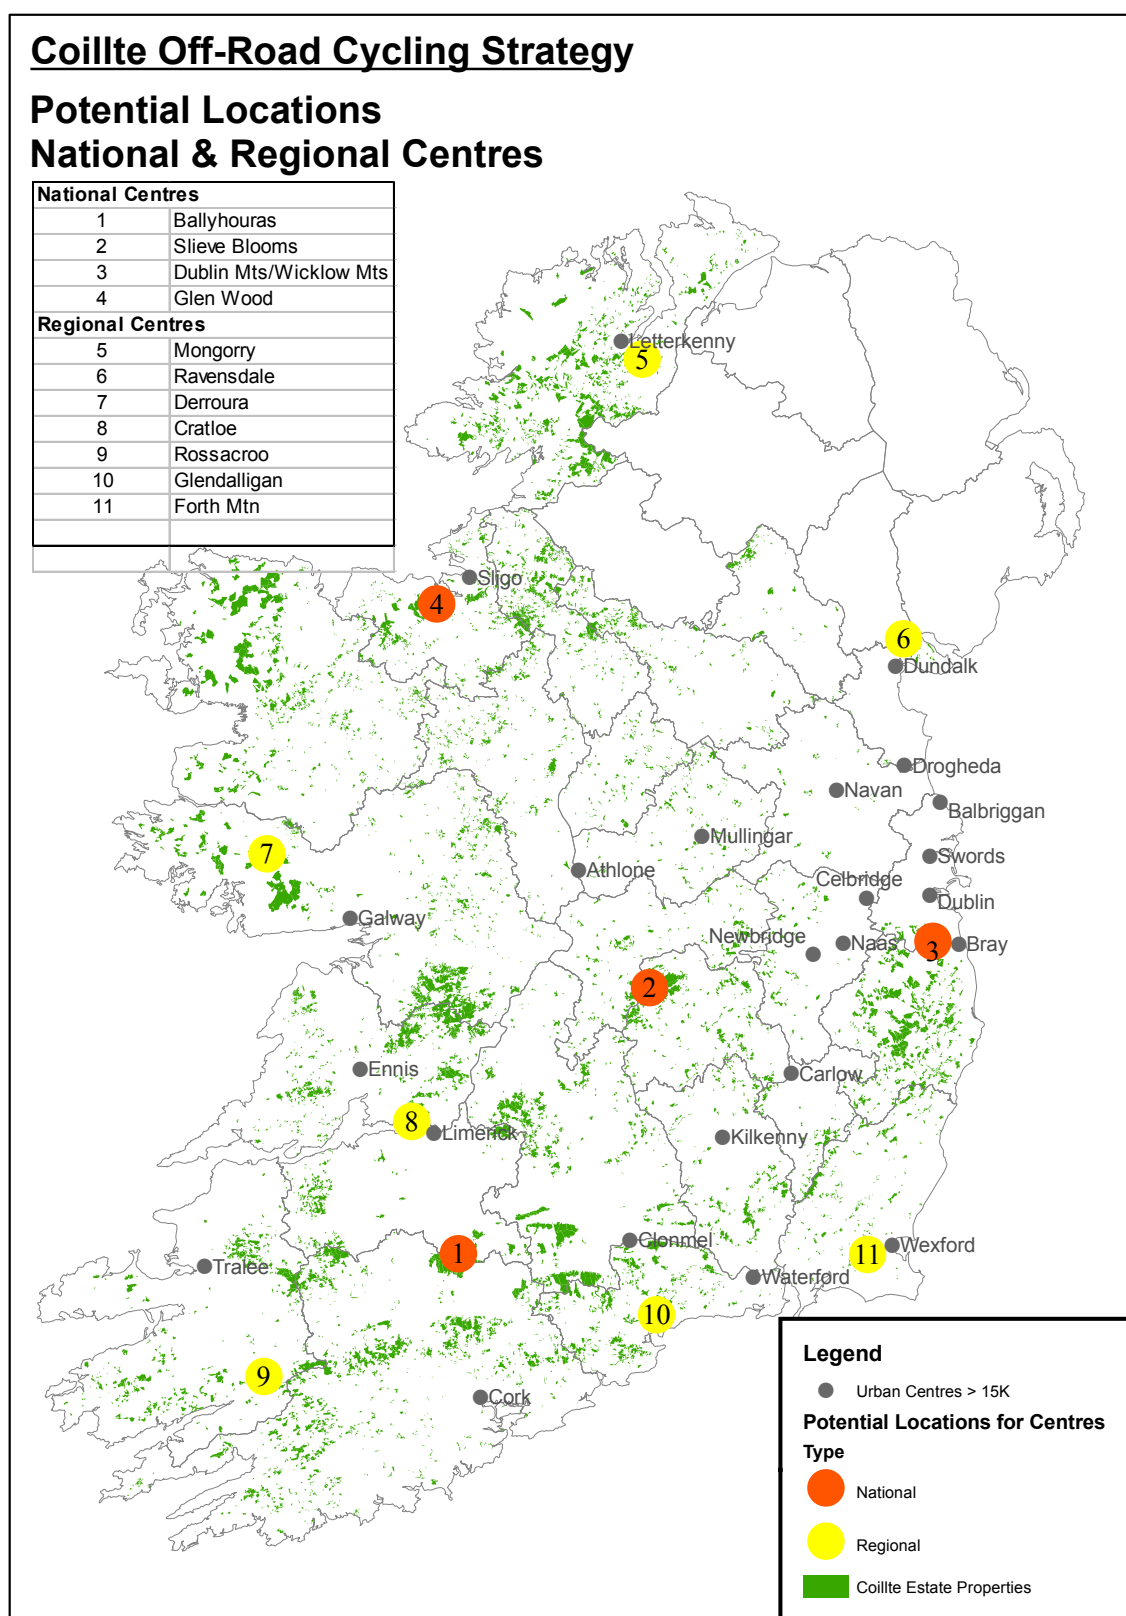 Coillte Off-Road Cycling Strategy
Potential Locations
National & Regional Centres
National Centres
1 Ballyhouras
2 Slieve Blooms
3 Dublin Mts/Wicklow Mts
4 Glen Wood
Regional Centres
5 Mongorry
6 Ravensdale
7 Derroura
8 Cratloe
9 Rossacroo
10 Glendalligan
11 Forth Mtn
Letterkenny
5
Sligo
4
6
Dundalk
Drogheda
Navan
Balbriggan
Mullingar
7
Athlone
Swords
Celbridge
Dublin
Galway
Newbridge
Naas
3
Bray
2
Ennis
Carlow
8
Limerick
Kilkenny
1
Clonmel
11
Wexford
Tralee
Waterford
10
9
Cork
Legend
Urban Centres > 15K
Potential Locations for Centres
Type
National
Regional
Coillte Estate Properties